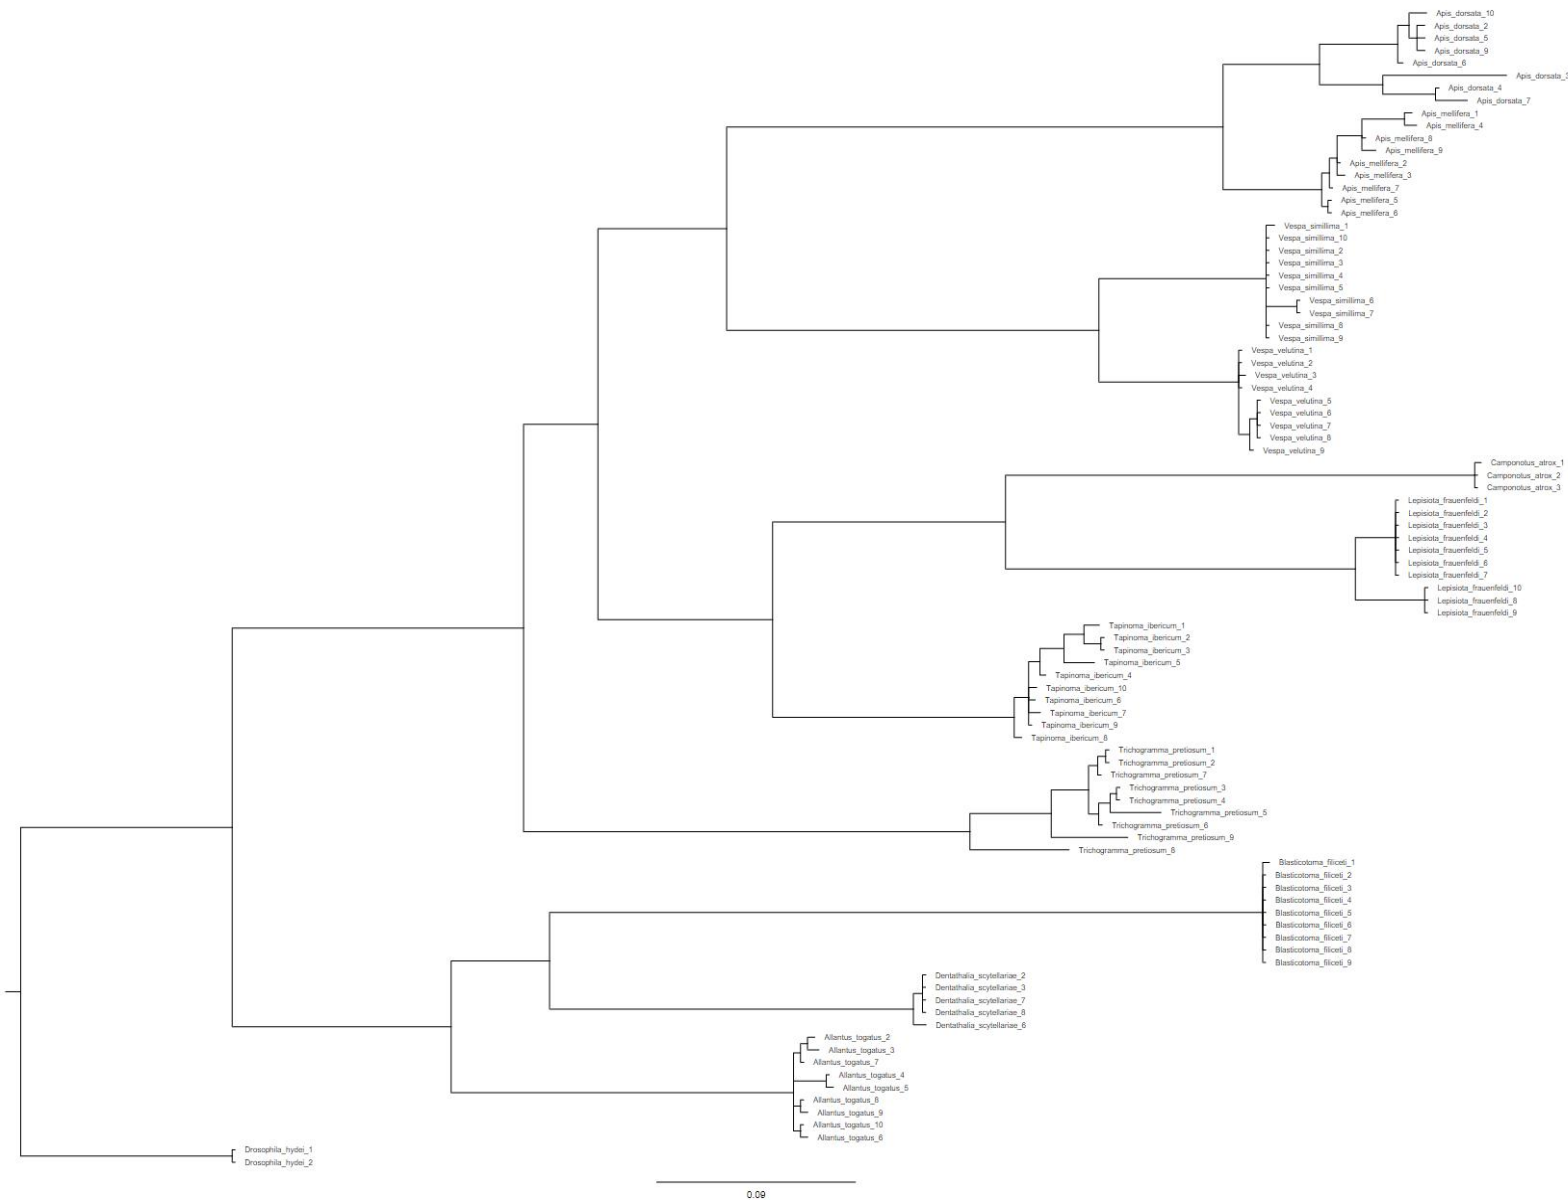 Apis_dorsata_10
Apis_dorsata_2
Apis_dorsata_5
Apis_dorsata_9
Apis_dorsata_6
Apis_dorsata_3
Apis_dorsata_4
Apis_dorsata_7
Apis_mellifera_1
Apis_mellifera_4
Apis_mellifera_8
Apis_mellifera_9
Apis_mellifera_2
Apis_mellifera_3
Apis_mellifera_7
Apis_mellifera_5
Apis_mellifera_6
Vespa_simillima_1
Vespa_simillima_10
Vespa_simillima_2
Vespa_simillima_3
Vespa_simillima_4
Vespa_simillima_5
Vespa_simillima_6
Vespa_simillima_7
Vespa_simillima_8
Vespa_simillima_9
Vespa_velutina_1
Vespa_velutina_2
Vespa_velutina_3
Vespa_velutina_4
Vespa_velutina_5
Vespa_velutina_6
Vespa_velutina_7
Vespa_velutina_8
Vespa_velutina_9
Camponotus_atrox_1
Camponotus_atrox_2
Camponotus_atrox_3
Lepisiota_frauenfeldi_1
Lepisiota_frauenfeldi_2
Lepisiota_frauenfeldi_3
Lepisiota_frauenfeldi_4
Lepisiota_frauenfeldi_5
Lepisiota_frauenfeldi_6
Lepisiota_frauenfeldi_7
Lepisiota_frauenfeldi_10
Lepisiota_frauenfeldi_8
Lepisiota_frauenfeldi_9
Tapinoma_ibericum_1
Tapinoma_ibericum_2
Tapinoma_ibericum_3
Tapinoma_ibericum_5
Tapinoma_ibericum_4
Tapinoma_ibericum_10
Tapinoma_ibericum_6
Tapinoma_ibericum_7
Tapinoma_ibericum_9
Tapinoma_ibericum_8
Trichogramma_pretiosum_1
Trichogramma_pretiosum_2
Trichogramma_pretiosum_7
Trichogramma_pretiosum_3
Trichogramma_pretiosum_4
Trichogramma_pretiosum_5
Trichogramma_pretiosum_6
Trichogramma_pretiosum_9
Trichogramma_pretiosum_8
Blasticotoma_filiceti_1
Blasticotoma_filiceti_2
Blasticotoma_filiceti_3
Blasticotoma_filiceti_4
Blasticotoma_filiceti_5
Blasticotoma_filiceti_6
Blasticotoma_filiceti_7
Blasticotoma_filiceti_8
Blasticotoma_filiceti_9
Dentathalia_scytellariae_2
Dentathalia_scytellariae_3
Dentathalia_scytellariae_7
Dentathalia_scytellariae_8
Dentathalia_scytellariae_6
Allantus_togatus_2
Allantus_togatus_3
Allantus_togatus_7
Allantus_togatus_4
Allantus_togatus_5
Allantus_togatus_8
Allantus_togatus_9
Allantus_togatus_10
Allantus_togatus_6
Drosophila_hydei_1
Drosophila_hydei_2
0.09